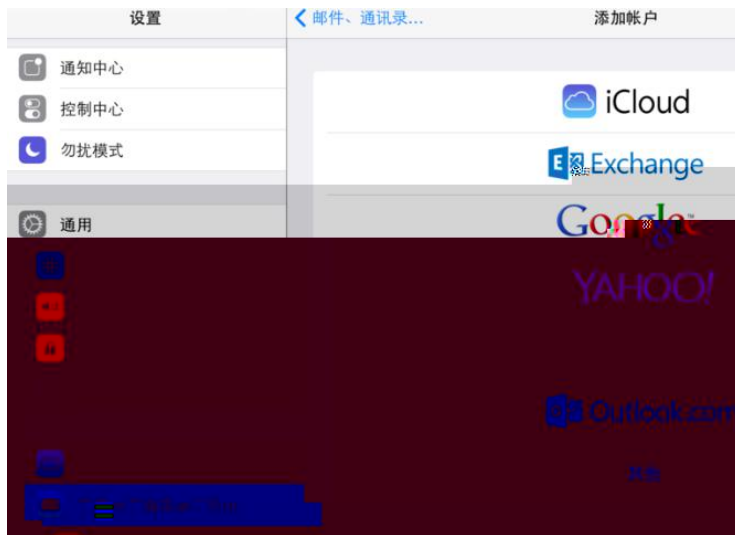 设置
通知中心
控制中心
勿扰模式
通用
邮件、通讯录...
添加帐户
iCloud
Exchange
Google
YAHOO!
Outlook.com
其他